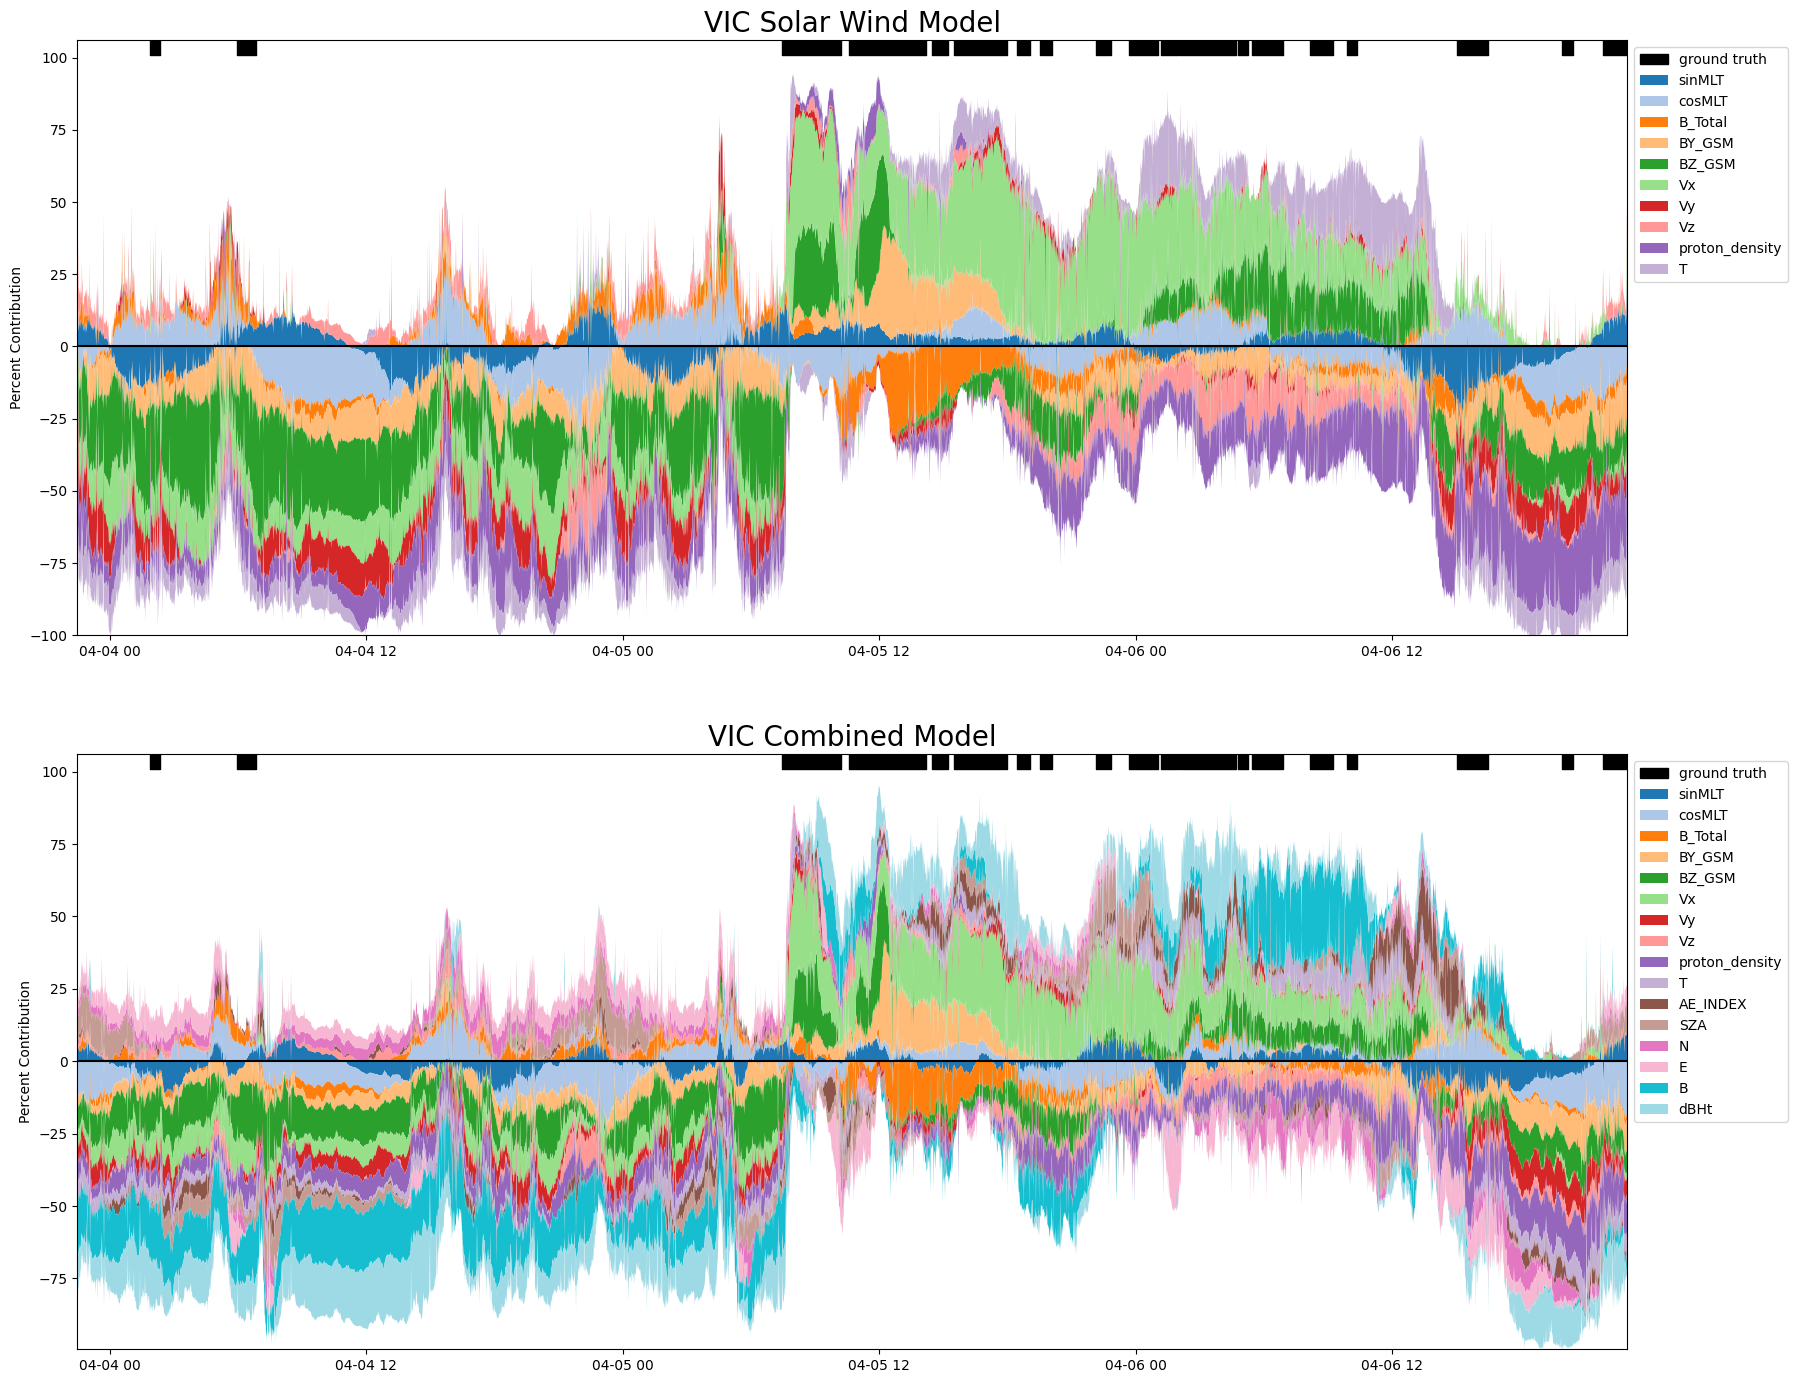 VIC Solar Wind Model
100
75
50
25
0
−25
−50
−75
−100
Percent Contribution
04-04 00
04-04 12
04-05 00
04-05 12
04-06 00
04-06 12
ground truth
sinMLT
cosMLT
B_Total
BY_GSM
BZ_GSM
Vx
Vy
Vz
proton_density
T
VIC Combined Model
100
75
50
25
0
−25
−50
−75
Percent Contribution
04-04 00
04-04 12
04-05 00
04-05 12
04-06 00
04-06 12
ground truth
sinMLT
cosMLT
B_Total
BY_GSM
BZ_GSM
Vx
Vy
Vz
proton_density
T
AE_INDEX
SZA
N
E
B
dBHt